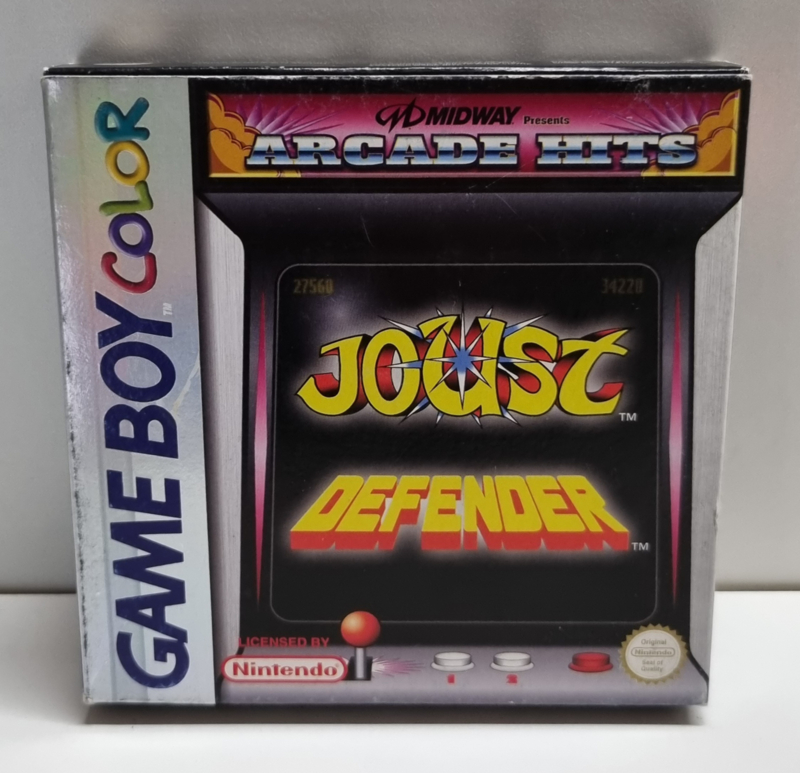 GAME BOY COLOR
TM
MIDWAY Presents
ARCADE HITS
27560 34220
JOUST
TM
DEFENDER
TM
LICENSED BY
Nintendo
1 2
Original
Nintendo
Seal of
Quality